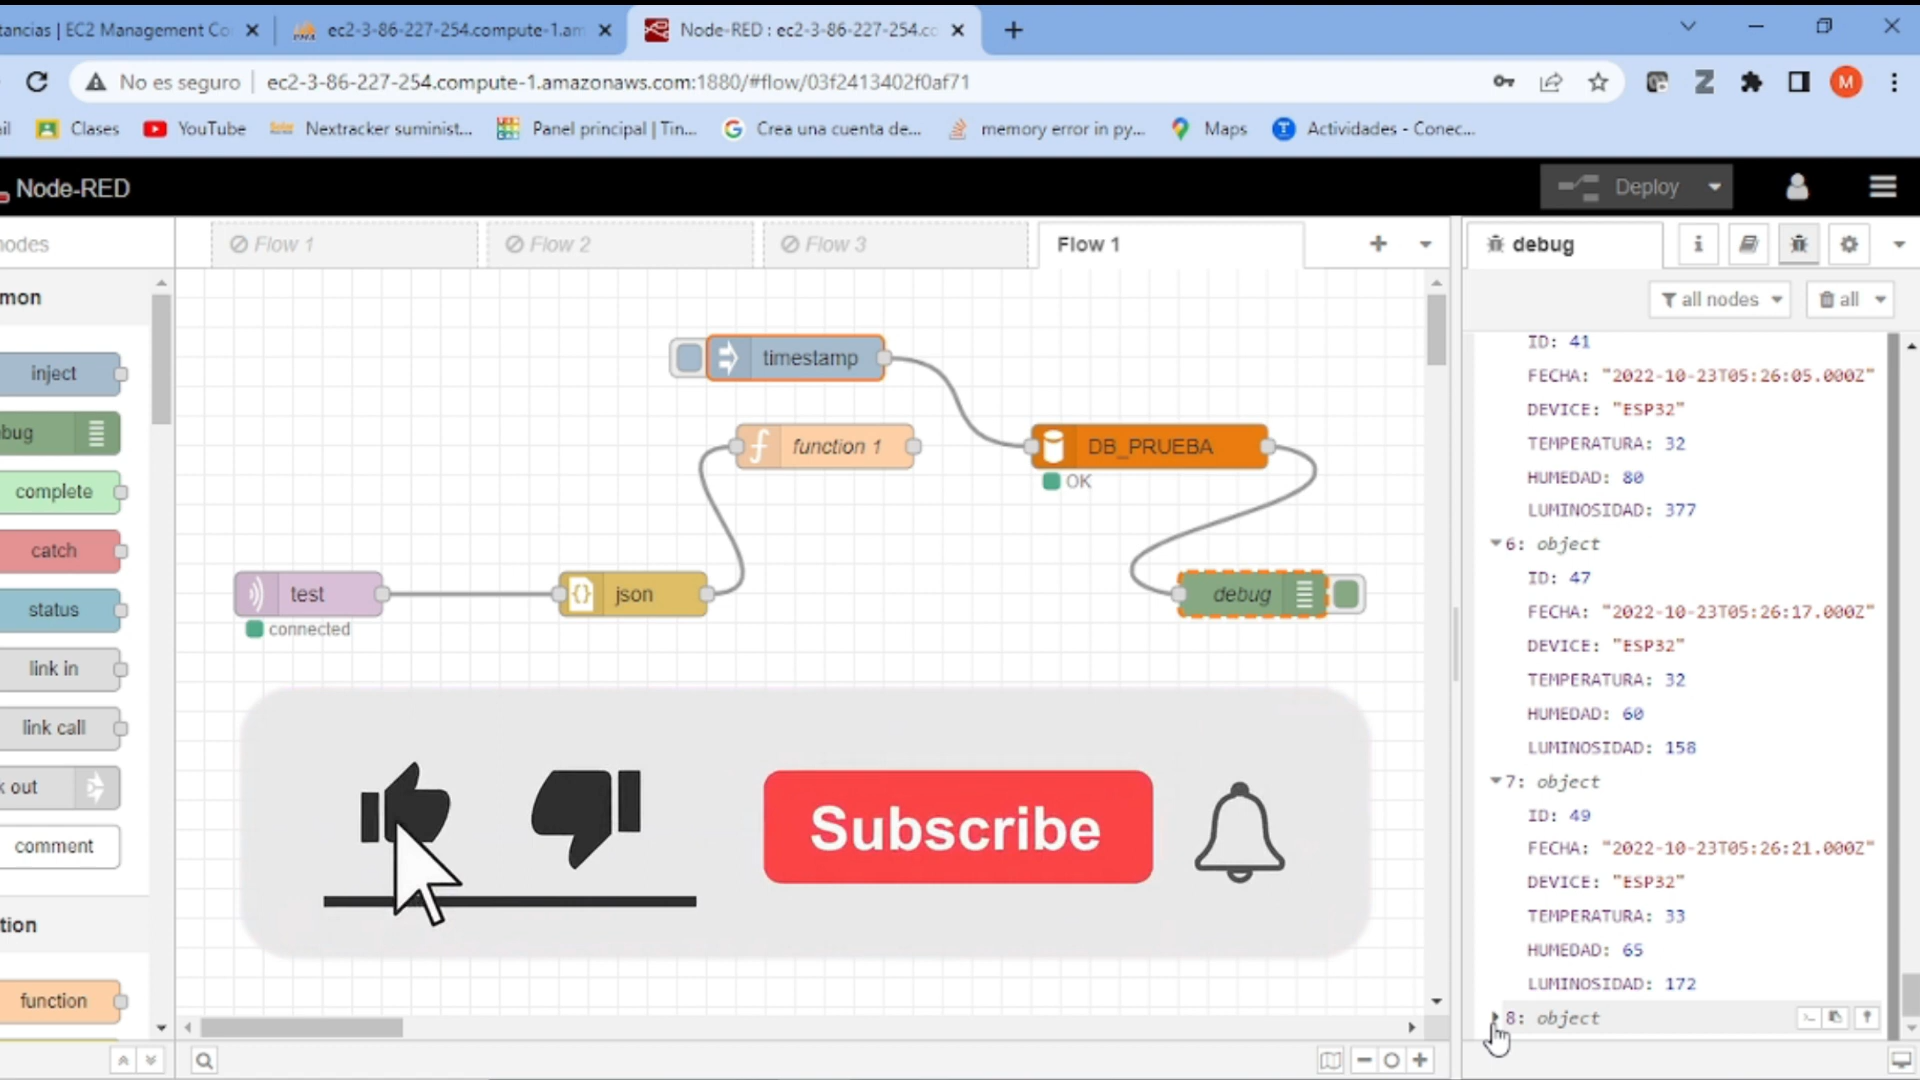 tancias | EC2 Management Co
ec2-3-86-227-254.compute-1.am
Node-RED : ec2-3-86-227-254.co
No es seguro
ec2-3-86-227-254.compute-1.amazonaws.com:1880/#flow/03f2413402f0af71
M
il
Clases
YouTube
Nextracker suminist...
Panel principal | Tin...
Crea una cuenta de...
memory error in py...
Maps
Actividades - Conec...
Node-RED
Deploy
nodes
Flow 1
Flow 2
Flow 3
Flow 1
debug
all nodes
all
mon
inject
bug
complete
catch
status
link in
link call
k out
comment
tion
function
timestamp
function 1
DB_PRUEBA
OK
test
connected
json
debug
Subscribe
ID: 41
FECHA: "2022-10-23T05:26:05.000Z"
DEVICE: "ESP32"
TEMPERATURA: 32
HUMEDAD: 80
LUMINOSIDAD: 377
6: object
ID: 47
FECHA: "2022-10-23T05:26:17.000Z"
DEVICE: "ESP32"
TEMPERATURA: 32
HUMEDAD: 60
LUMINOSIDAD: 158
7: object
ID: 49
FECHA: "2022-10-23T05:26:21.000Z"
DEVICE: "ESP32"
TEMPERATURA: 33
HUMEDAD: 65
LUMINOSIDAD: 172
8: object